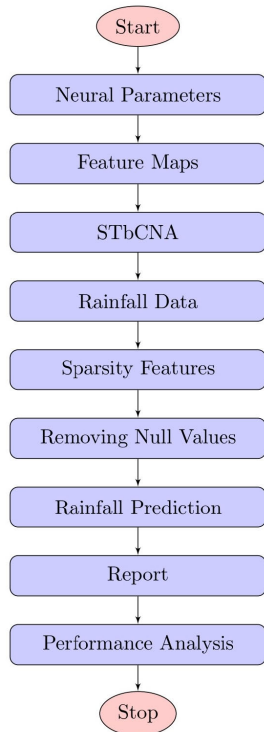 Start
Neural Parameters
Feature Maps
STbCNA
Rainfall Data
Sparsity Features
Removing Null Values
Rainfall Prediction
Report
Performance Analysis
Stop